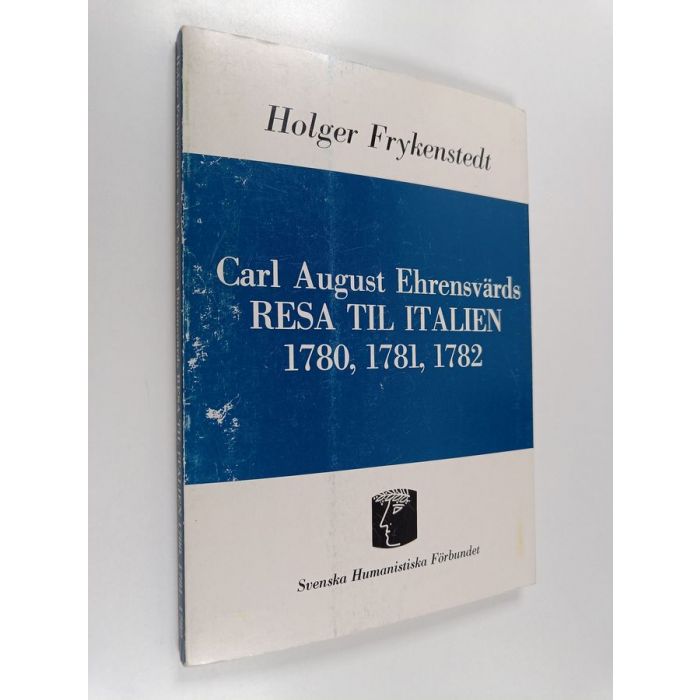 Holger Frykenstedt
Carl August Ehrensvärds
RESA TIL ITALIEN
1780, 1781, 1782
Svenska Humanistiska Förbundet